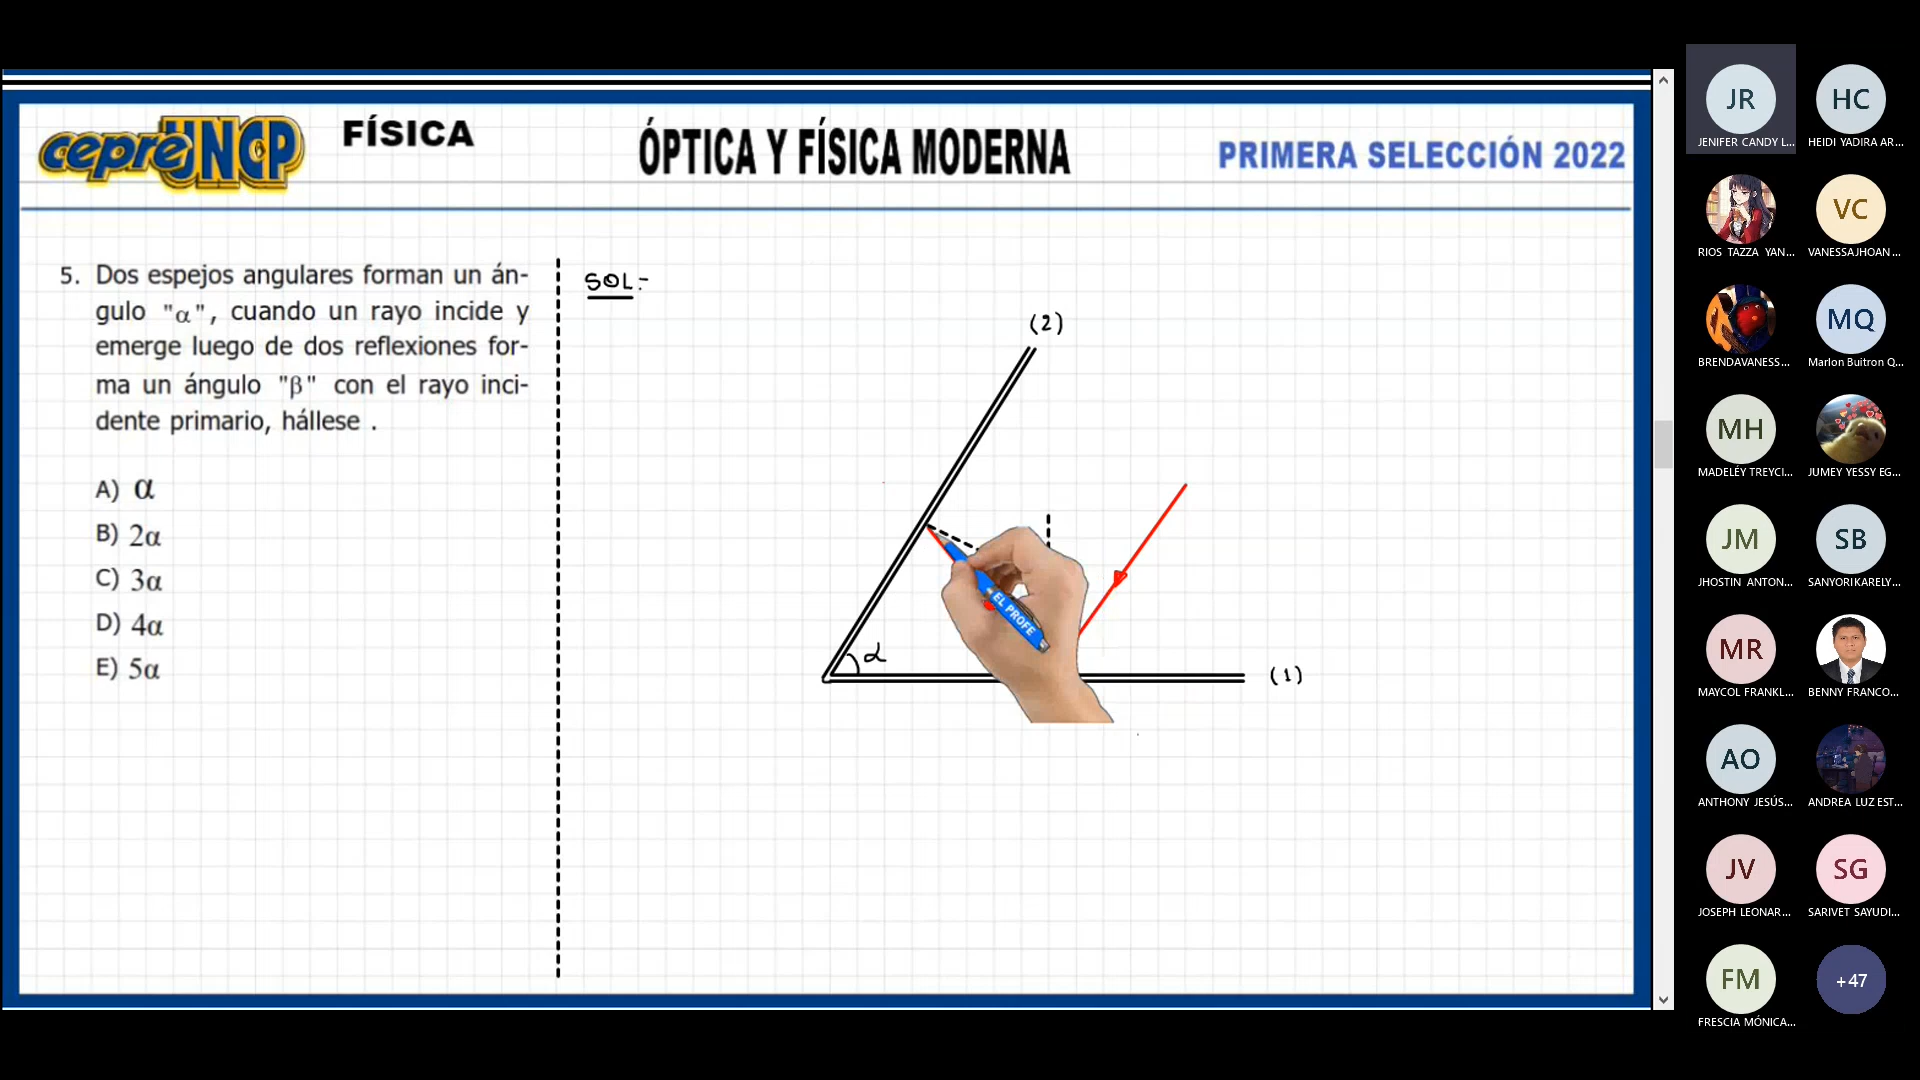 cepreUNCP
FÍSICA
ÓPTICA Y FÍSICA MODERNA
PRIMERA SELECCIÓN 2022
5. Dos espejos angulares forman un án-
gulo "α", cuando un rayo incide y
emerge luego de dos reflexiones for-
ma un ángulo "β" con el rayo inci-
dente primario, hállese .
A) α
B) 2α
C) 3α
D) 4α
E) 5α
SOL:-
(2)
EL PROFE
α
(1)
JR
JENIFER CANDY L...
HC
HEIDI YADIRA AR...
RIOS TAZZA YAN...
VC
VANESSAJHOAN...
BRENDAVANESS...
MQ
Marlon Buitron Q...
MH
MADELÉY TREYCI...
JUMEY YESSY EG...
JM
JHOSTIN ANTON...
SB
SANYORIKARELY...
MR
MAYCOL FRANKL...
BENNY FRANCO...
AO
ANTHONY JESÚS...
ANDREA LUZ EST...
JV
JOSEPH LEONAR...
SG
SARIVET SAYUDI...
FM
FRESCIA MÓNICA...
+47